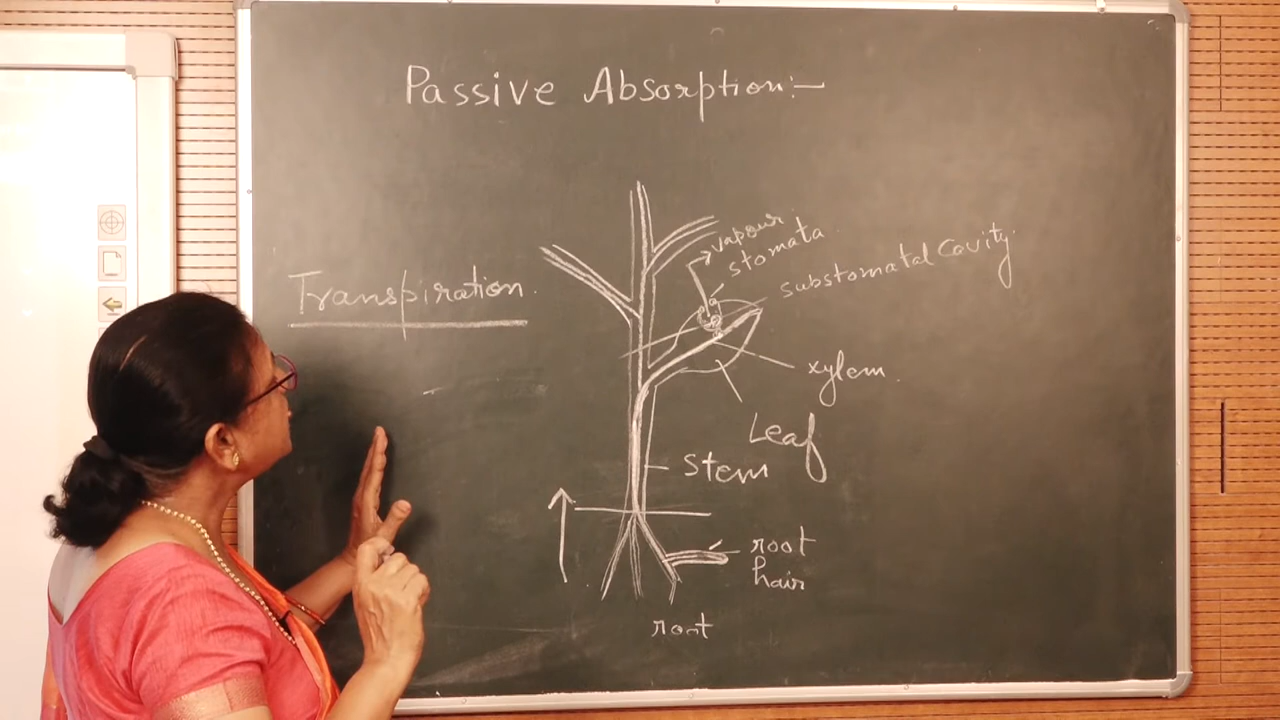 Passive Absorption:-
Transpiration.
vapour
stomata
substomatal cavity
xylem.
Leaf
Stem
root
hair
root